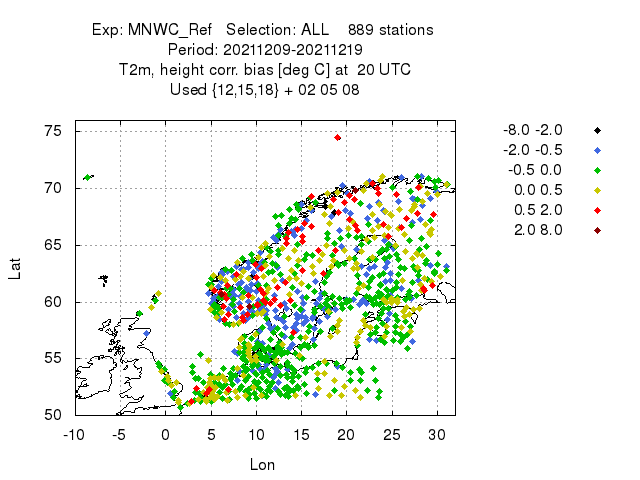 Exp: MNWC_Ref   Selection: ALL    889 stations
Period: 20211209-20211219
T2m, height corr. bias [deg C] at  20 UTC
Used {12,15,18} + 02 05 08
-8.0 -2.0
-2.0 -0.5
-0.5 0.0
0.0 0.5
0.5 2.0
2.0 8.0
75
70
65
60
55
50
Lat
-10 -5 0 5 10 15 20 25 30
Lon